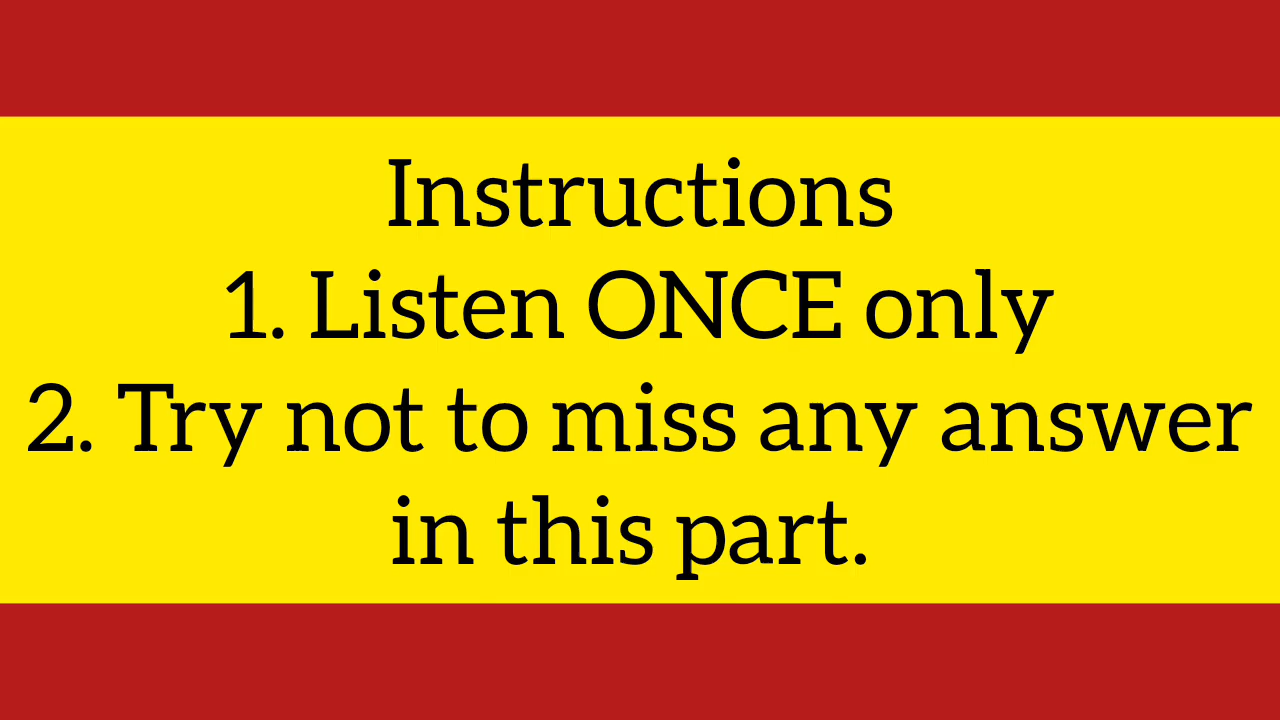 Instructions
1. Listen ONCE only
2. Try not to miss any answer
in this part.